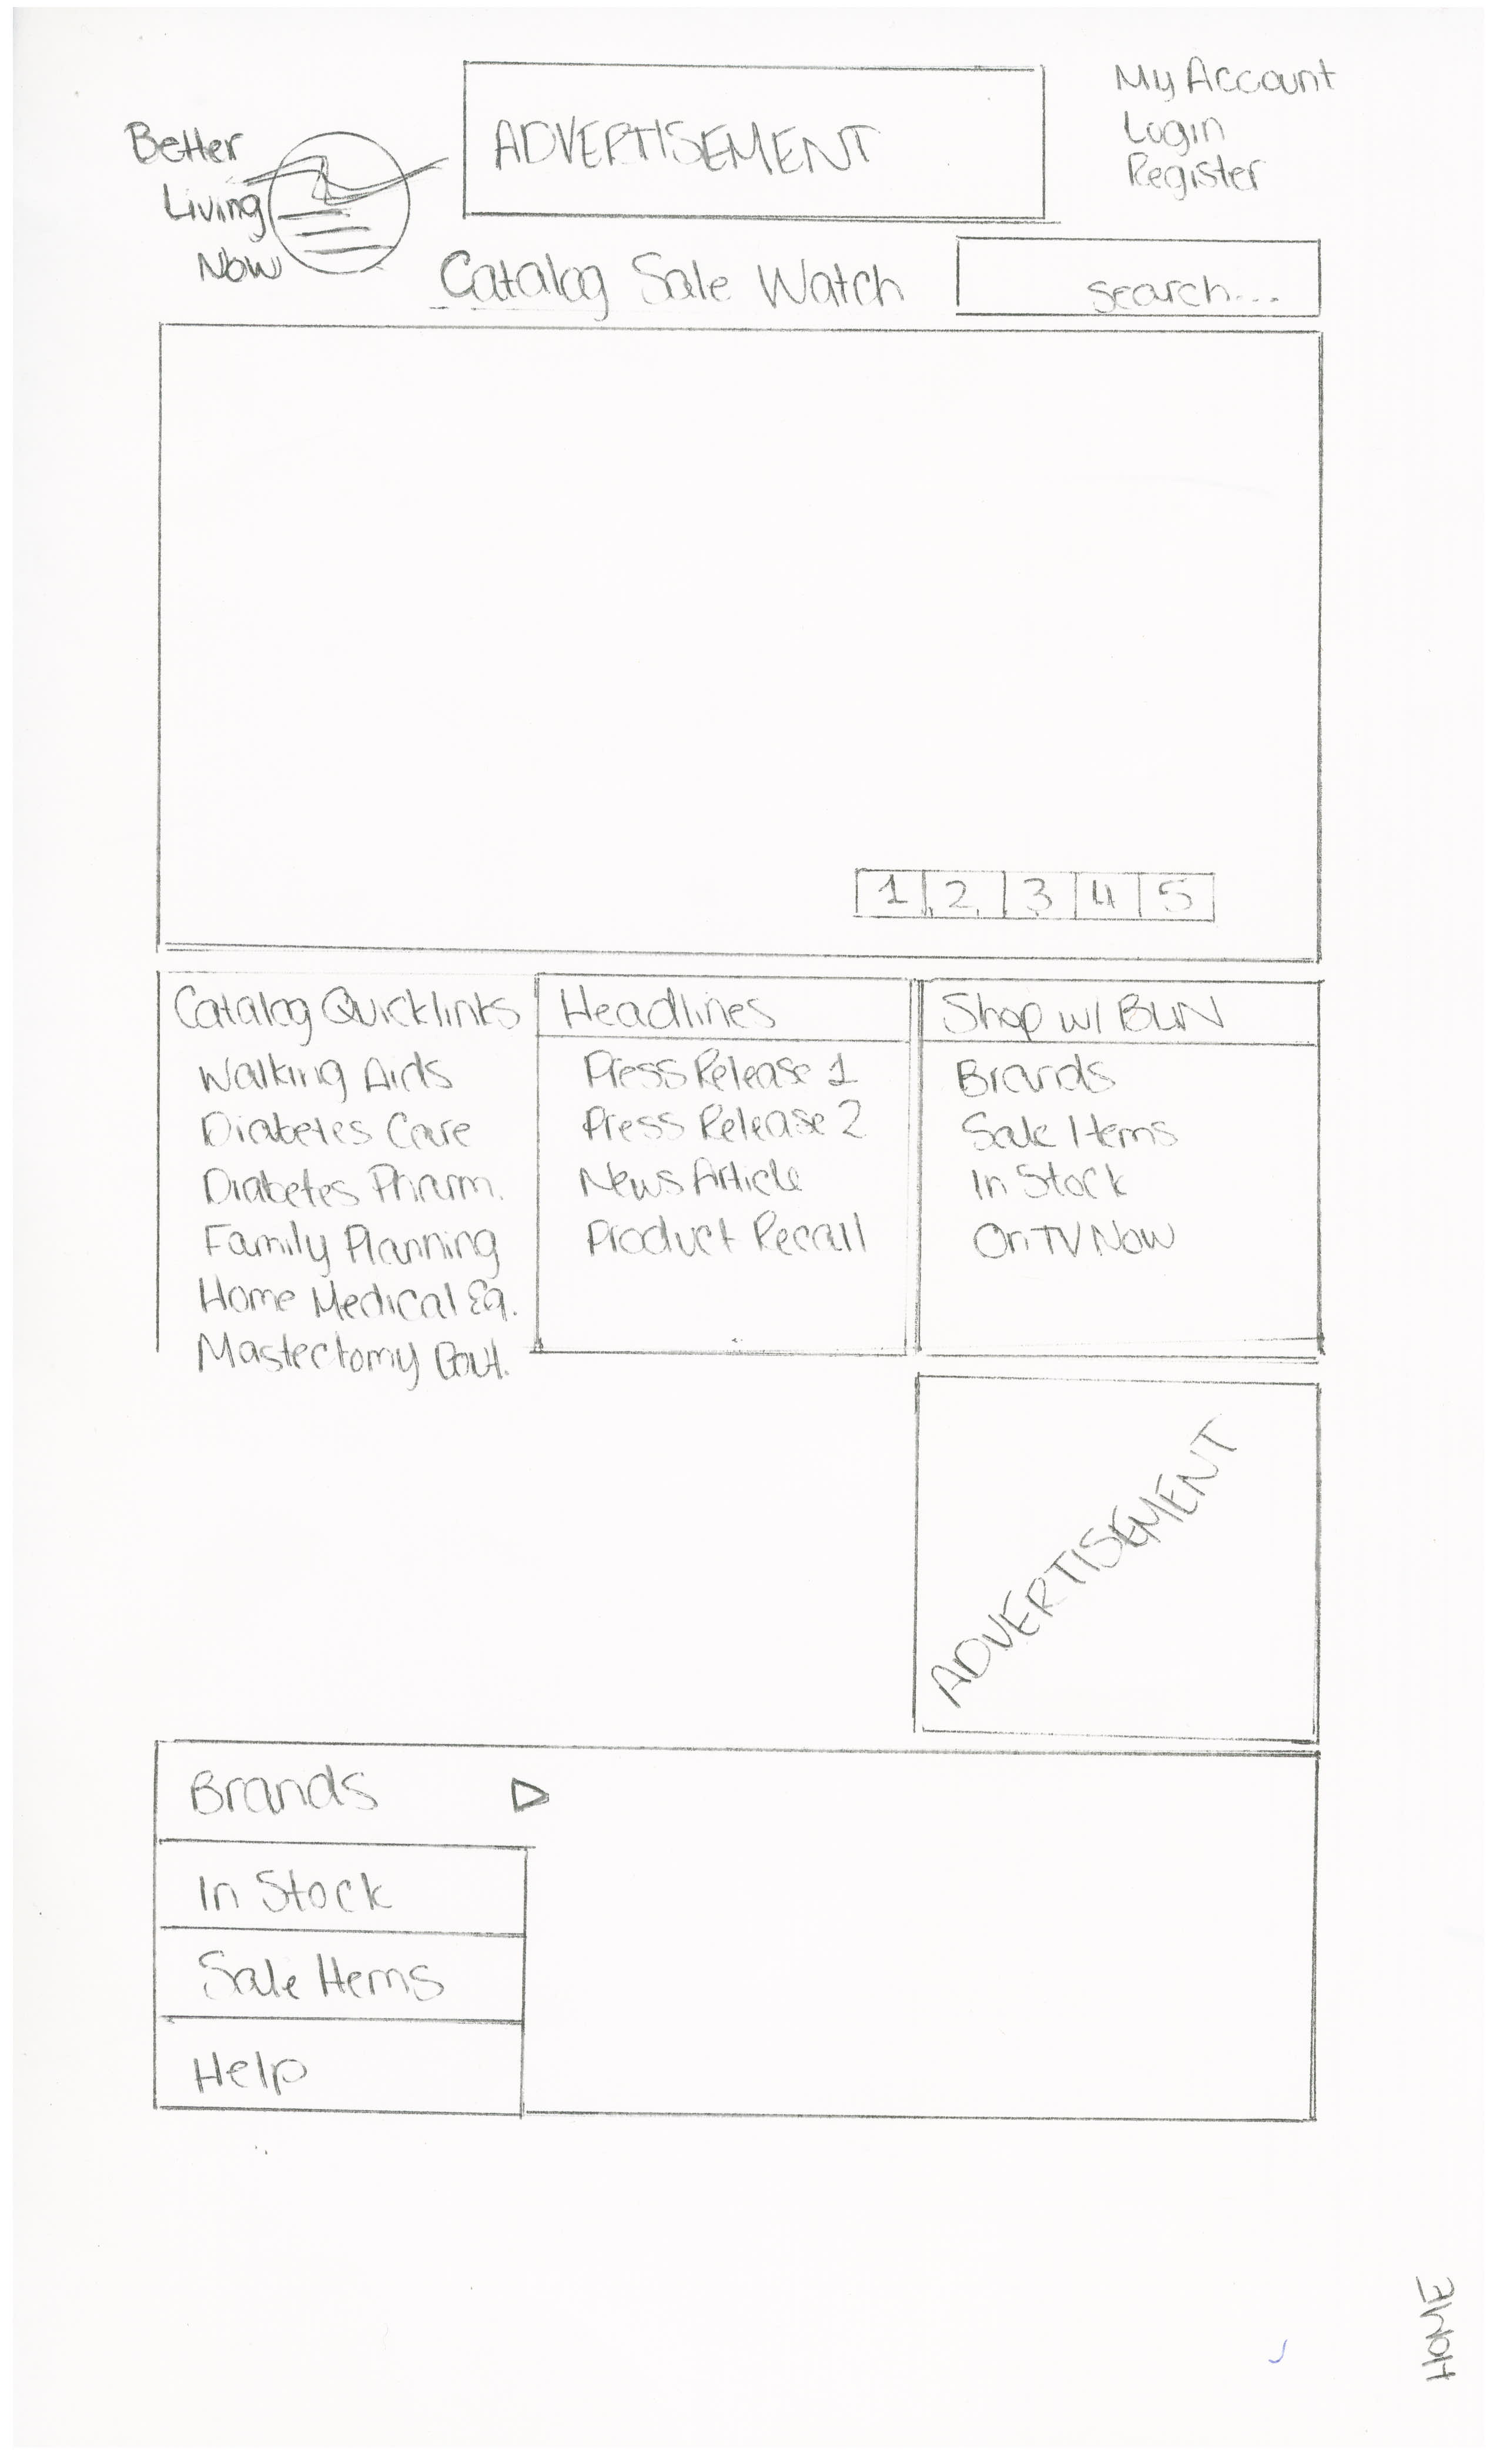 Better
Living
Now
ADVERTISEMENT
My Account
Login
Register
Catalog Sale Watch
search...
1 2 3 4 5
Catalog Quicklinks
Walking Aids
Diabetes Care
Diabetes Pharm.
Family Planning
Home Medical Eq.
Mastectomy
Headlines
Press Release 1
Press Release 2
News Article
Product Recall
Shop w/ BLN
Brands
Sale Items
In Stock
On TV Now
ADVERTISEMENT
Brands
In Stock
Sale Items
Help
HOME